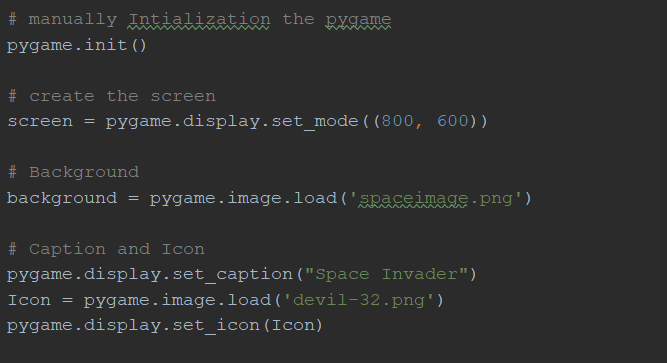 # manually Intialization the pygame
pygame.init()
# create the screen
screen = pygame.display.set_mode((800, 600))
# Background
background = pygame.image.load('spaceimage.png')
# Caption and Icon
pygame.display.set_caption("Space Invader")
Icon = pygame.image.load('devil-32.png')
pygame.display.set_icon(Icon)